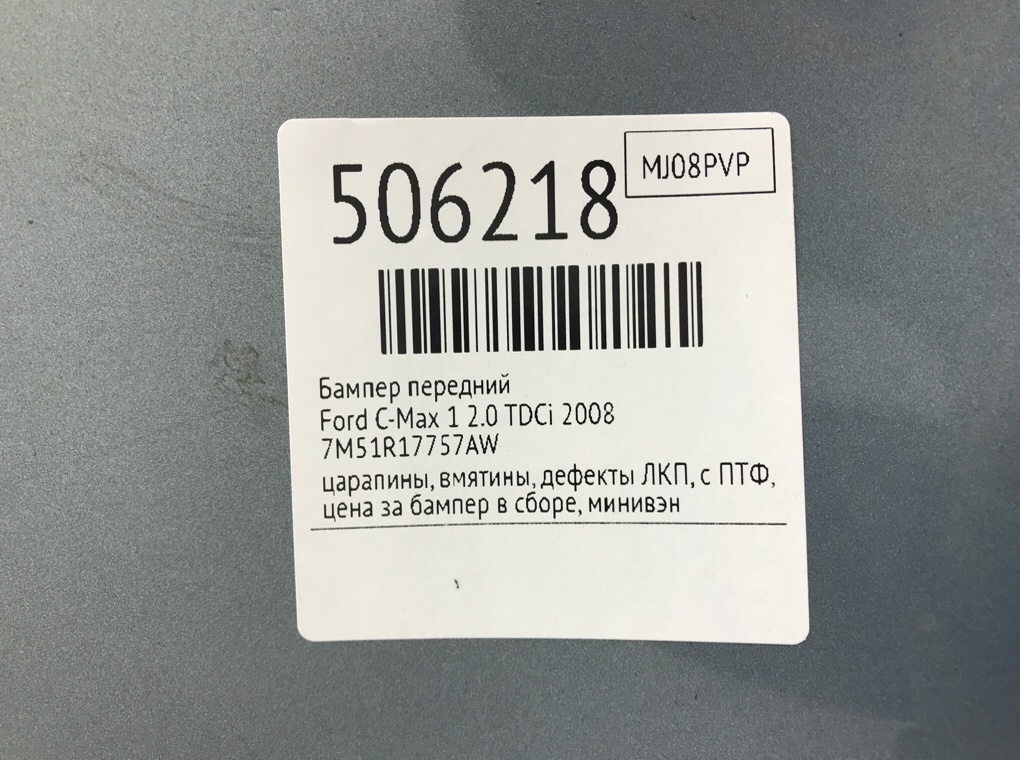 506218
MJ08PVP
Бампер передний
Ford C-Max 1 2.0 TDCi 2008
7M51R17757AW
царапины, вмятины, дефекты ЛКП, с ПТФ,
цена за бампер в сборе, минивэн